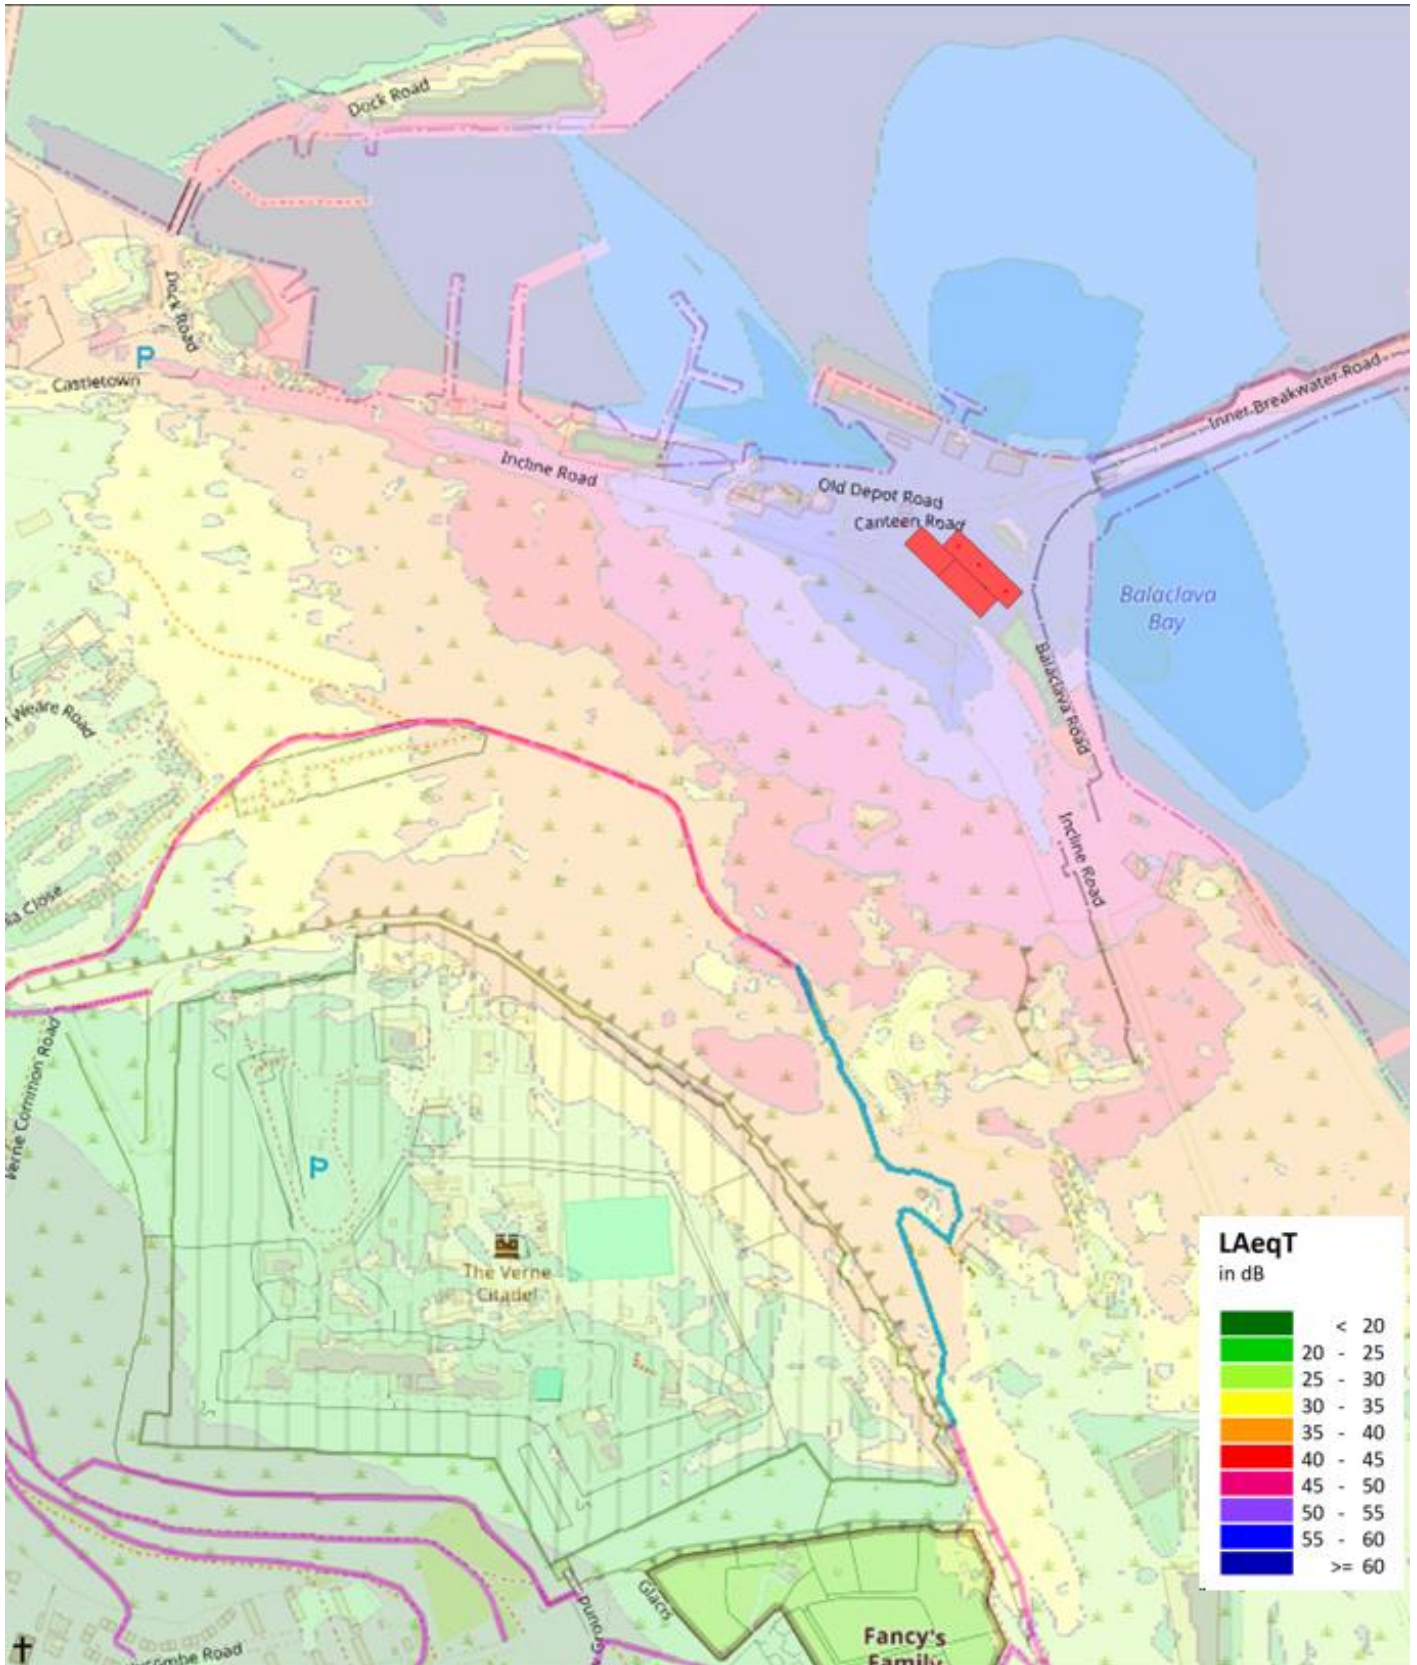 Dock Road
Dock Road
P
Castletown
Incline Road
Inner Breakwater Road
Old Depot Road
Canteen Road
Balaclava
Bay
Balaclava Road
Weare Road
Incline Road
Close
Verne Common Road
P
The Verne
Citadel
LAeqT
in dB
< 20
20 - 25
25 - 30
30 - 35
35 - 40
40 - 45
45 - 50
50 - 55
55 - 60
>= 60
Glacis
Fancy's
Family
Road